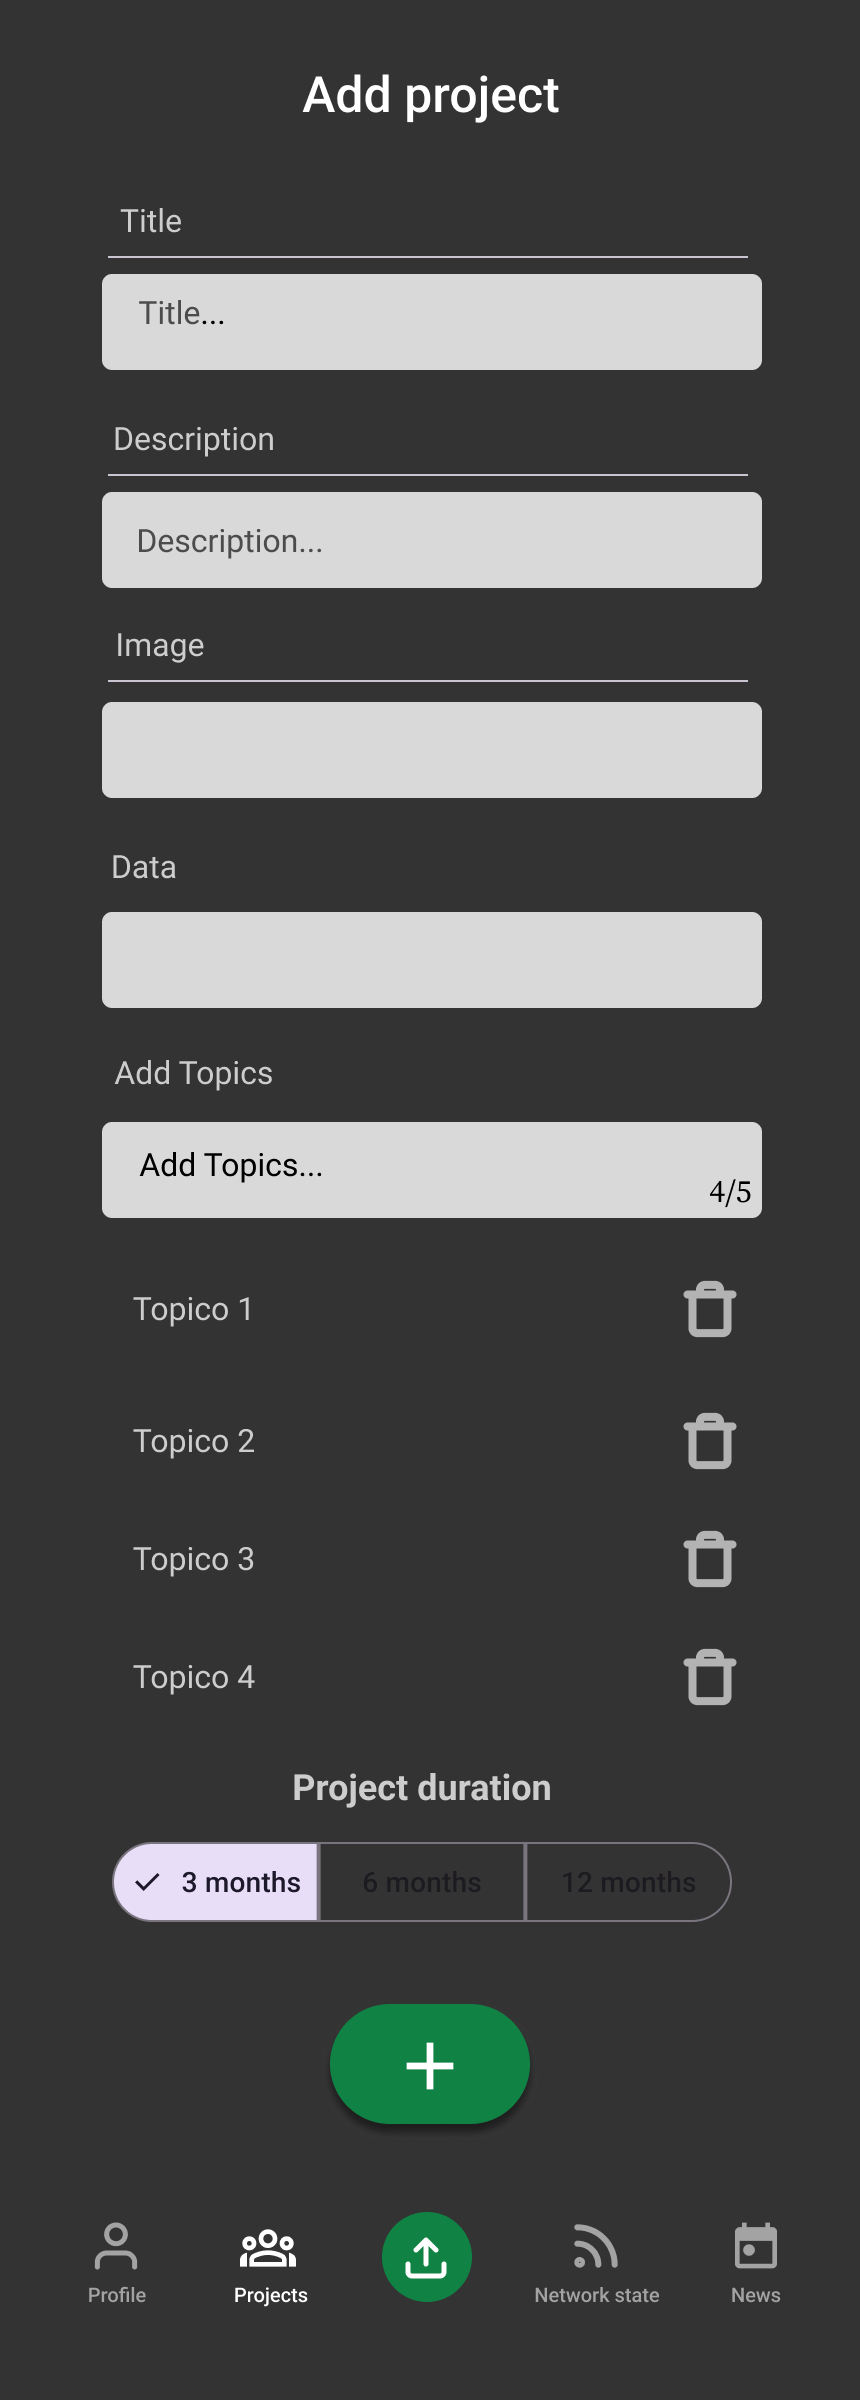 Add project
Title
Title...
Description
Description...
Image
Data
Add Topics
Add Topics...
4/5
Topico 1
Topico 2
Topico 3
Topico 4
Project duration
3 months 6 months 12 months
Profile Projects Network state News